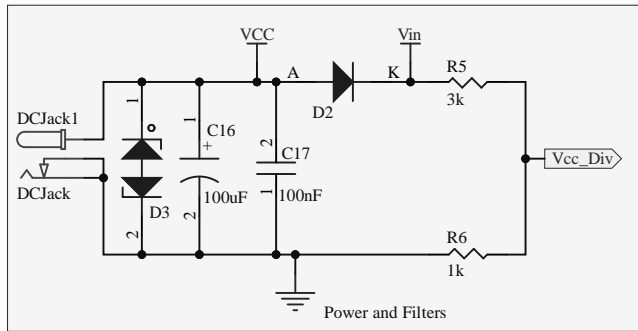 VCC
Vin
A
K
R5
3k
D2
DCJack1
1
1
C16
+
2
C17
Vcc_Div
DCJack
100uF
1
100nF
D3
2
2
R6
1k
Power and Filters